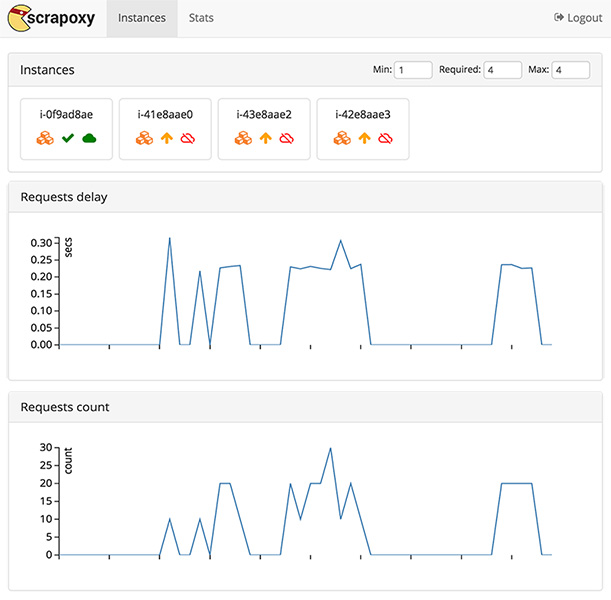 scrapoxy Instances Stats Logout
Instances Min: 1 Required: 4 Max: 4
i-0f9ad8ae i-41e8aae0 i-43e8aae2 i-42e8aae3
Requests delay
secs
0.30
0.25
0.20
0.15
0.10
0.05
0.00
Requests count
count
30
25
20
15
10
5
0